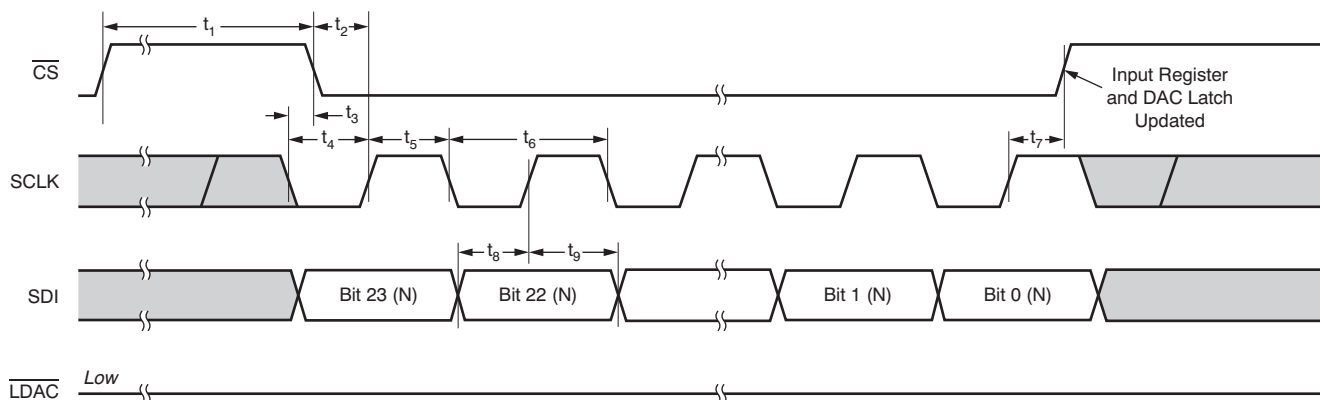 t1
t2
CS
Input Register
and DAC Latch
Updated
t3
t4
t5
t6
t7
SCLK
t8
t9
SDI
Bit 23 (N)
Bit 22 (N)
Bit 1 (N)
Bit 0 (N)
LDAC
Low